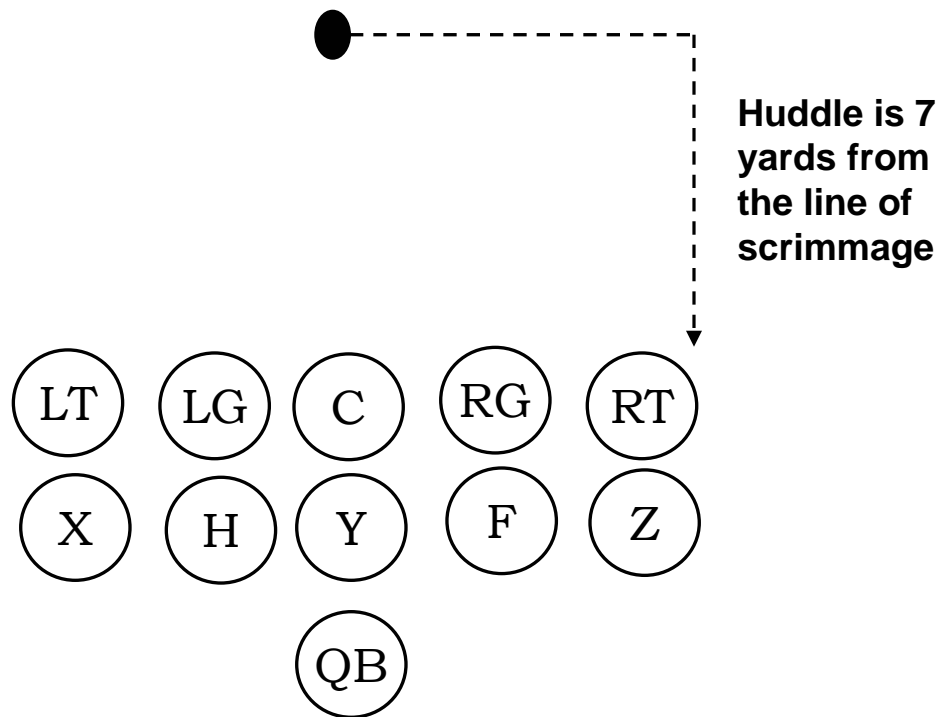 Huddle is 7
yards from
the line of
scrimmage
LT LG C RG RT
X H Y F Z
QB